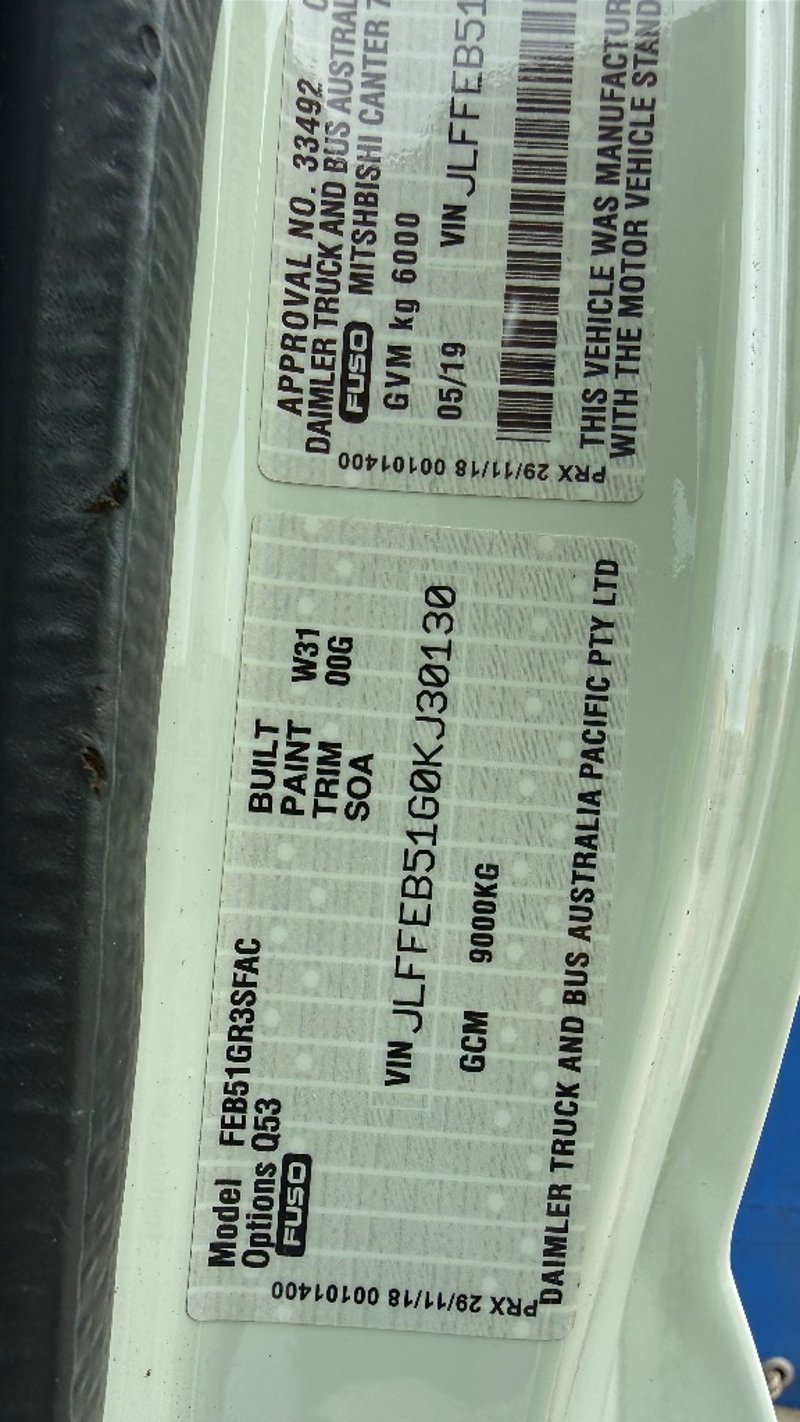 Model FEB51GR3SFAC
Options Q53
FUSO
BUILT
PAINT W31
TRIM 00G
SOA
VIN JLFFEB51G0KJ30130
GCM 9000KG
DAIMLER TRUCK AND BUS AUSTRALIA PACIFIC PTY LTD
PRX 29/11/18 00101400
APPROVAL NO. 33492
DAIMLER TRUCK AND BUS AUSTRAL
FUSO MITSHBISHI CANTER 7
GVM kg 6000
05/19 VIN JLFFEB51
THIS VEHICLE WAS MANUFACTUR
WITH THE MOTOR VEHICLE STAND
PRX 29/11/18 00101400